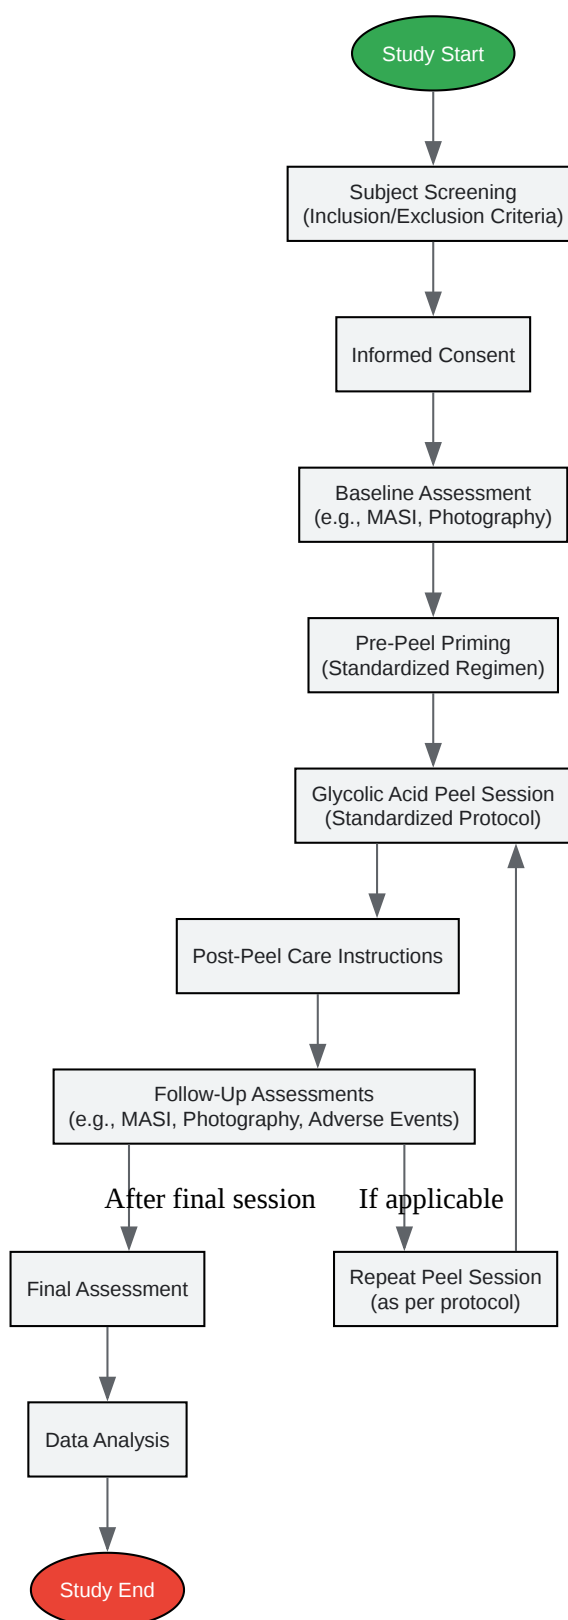 Study Start
Subject Screening
(Inclusion/Exclusion Criteria)
Informed Consent
Baseline Assessment
(e.g., MASI, Photography)
Pre-Peel Priming
(Standardized Regimen)
Glycolic Acid Peel Session
(Standardized Protocol)
Post-Peel Care Instructions
Follow-Up Assessments
(e.g., MASI, Photography, Adverse Events)
After final session
If applicable
Final Assessment
Repeat Peel Session
(as per protocol)
Data Analysis
Study End